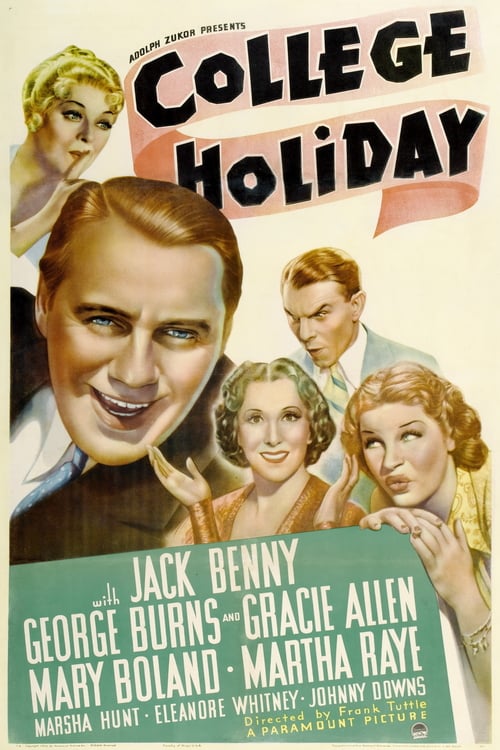 ADOLPH ZUKOR PRESENTS
COLLEGE
HOLiDAY
with JACK BENNY
GEORGE BURNS AND GRACIE ALLEN
MARY BOLAND · MARTHA RAYE
MARSHA HUNT · ELEANORE WHITNEY · JOHNNY DOWNS
Directed by Frank Tuttle
A PARAMOUNT PICTURE